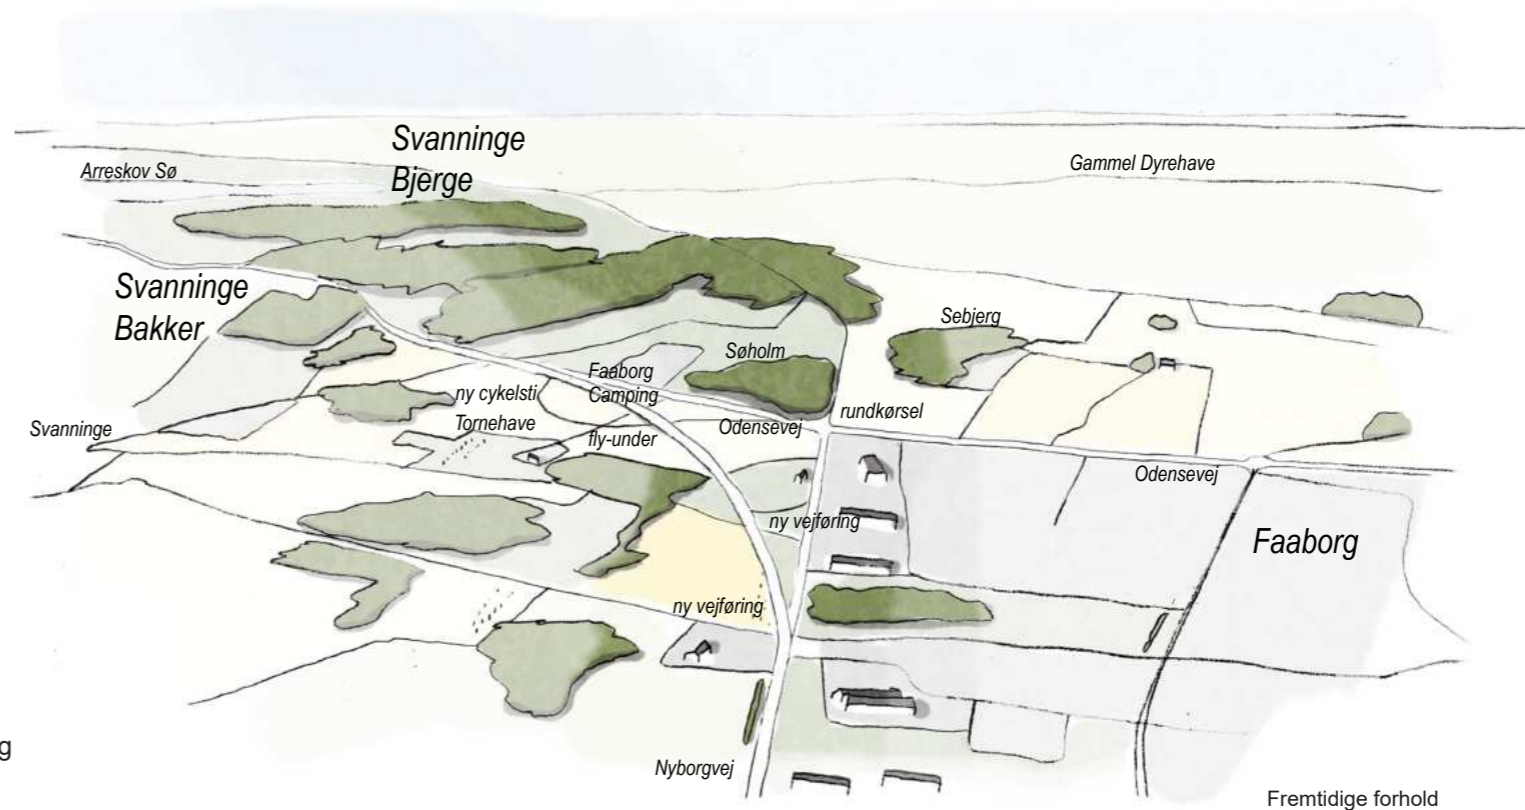 Svanninge
Bjerge
Arreskov Sø
Gammel Dyrehave
Svanninge
Bakker
Sebjerg
Søholm
Faaborg
Camping
ny cykelsti
rundkørsel
Tornehave
Svanninge
fly-under
Odensevej
Odensevej
ny vejføring
Faaborg
ny vejføring
g
Nyborgvej
Fremtidige forhold